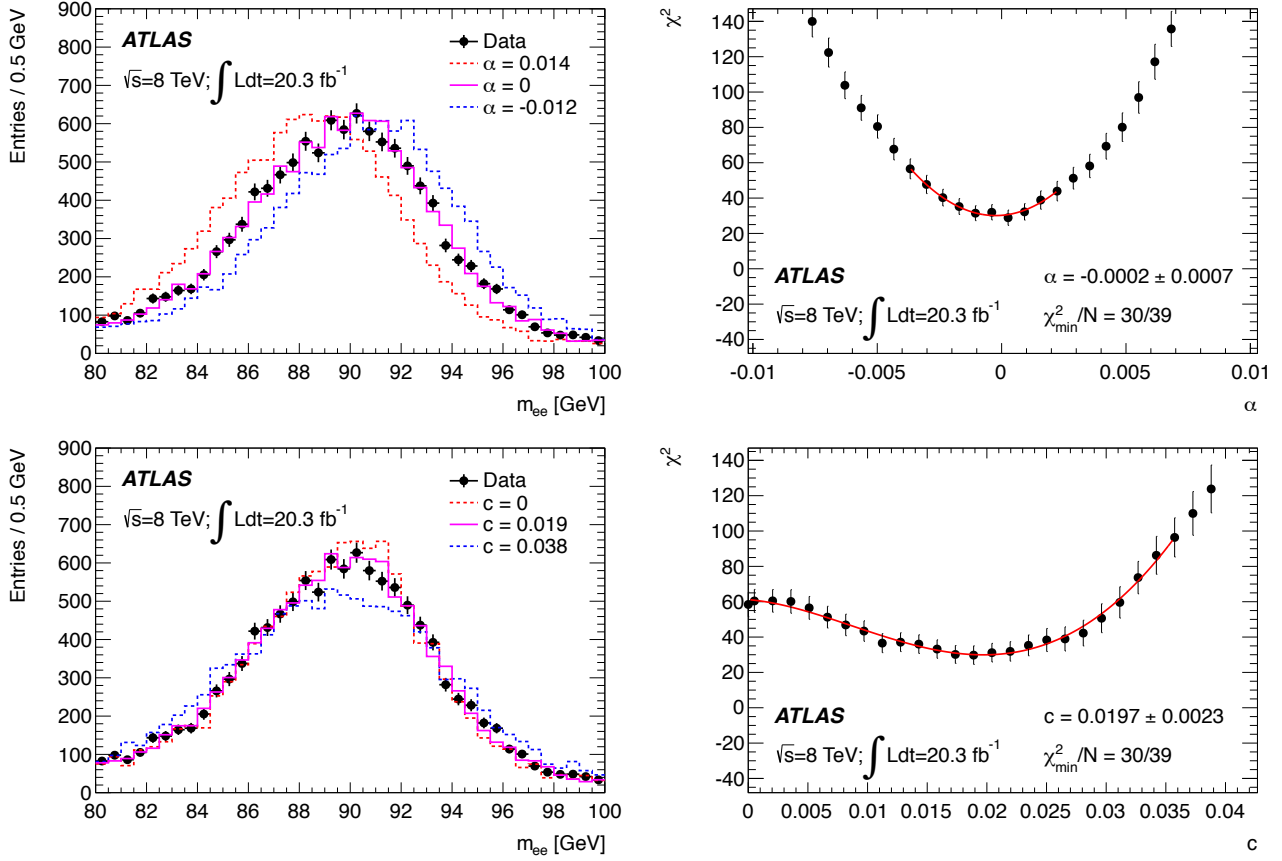 Entries / 0.5 GeV
900
800
700
600
500
400
300
200
100
0
ATLAS
√s=8 TeV; ∫ Ldt=20.3 fb⁻¹
Data
α = 0.014
α = 0
α = -0.012
80 82 84 86 88 90 92 94 96 98 100
m_ee [GeV]
χ²
140
120
100
80
60
40
20
0
-20
-40
ATLAS
α = -0.0002 ± 0.0007
√s=8 TeV; ∫ Ldt=20.3 fb⁻¹
χ²_min/N = 30/39
-0.01 -0.005 0 0.005 0.01
α
Entries / 0.5 GeV
900
800
700
600
500
400
300
200
100
0
ATLAS
√s=8 TeV; ∫ Ldt=20.3 fb⁻¹
Data
c = 0
c = 0.019
c = 0.038
80 82 84 86 88 90 92 94 96 98 100
m_ee [GeV]
χ²
140
120
100
80
60
40
20
0
-20
-40
ATLAS
c = 0.0197 ± 0.0023
√s=8 TeV; ∫ Ldt=20.3 fb⁻¹
χ²_min/N = 30/39
0 0.005 0.01 0.015 0.02 0.025 0.03 0.035 0.04
c